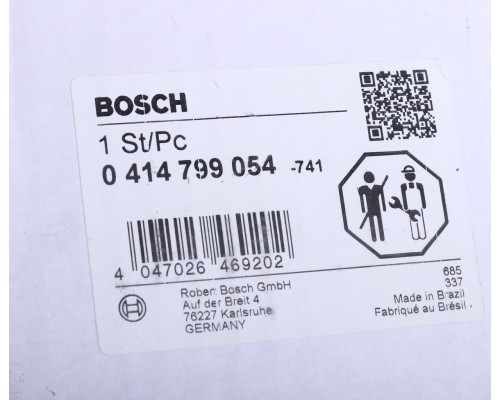 BOSCH
1 St/Pc
0 414 799 054 -741
4 047026 469202
Robert Bosch GmbH
Auf der Breit 4
76227 Karlsruhe
GERMANY
685
337
Made in Brazil
Fabriqué au Brésil